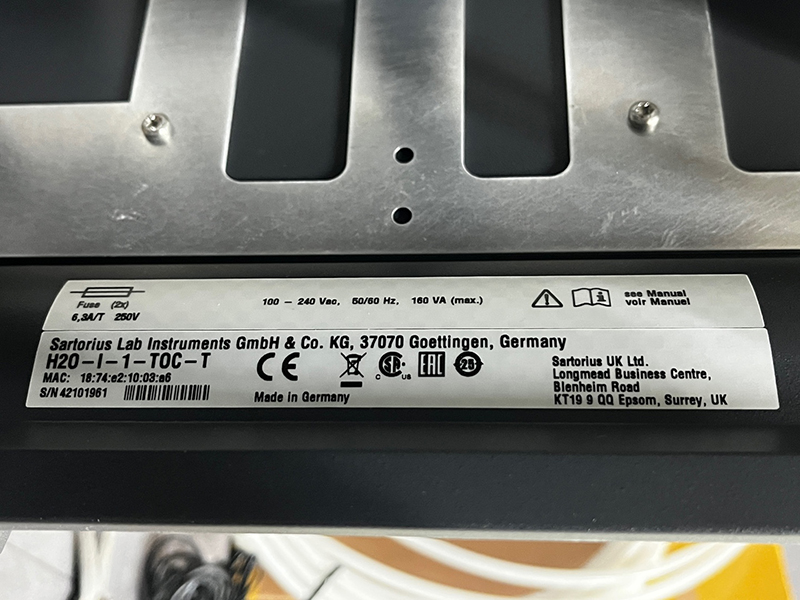 Fuse (2x)
6,3A/T 250V
100 – 240 Vac, 50/60 Hz, 160 VA (max.)
see Manual
voir Manuel
Sartorius Lab Instruments GmbH & Co. KG, 37070 Goettingen, Germany
H2O-I-1-TOC-T
MAC: 18:74:e2:10:03:a6
S/N 42101961
CE
SA
C US
EAC
25
Made in Germany
Sartorius UK Ltd.
Longmead Business Centre,
Blenheim Road
KT19 9 QQ Epsom, Surrey, UK